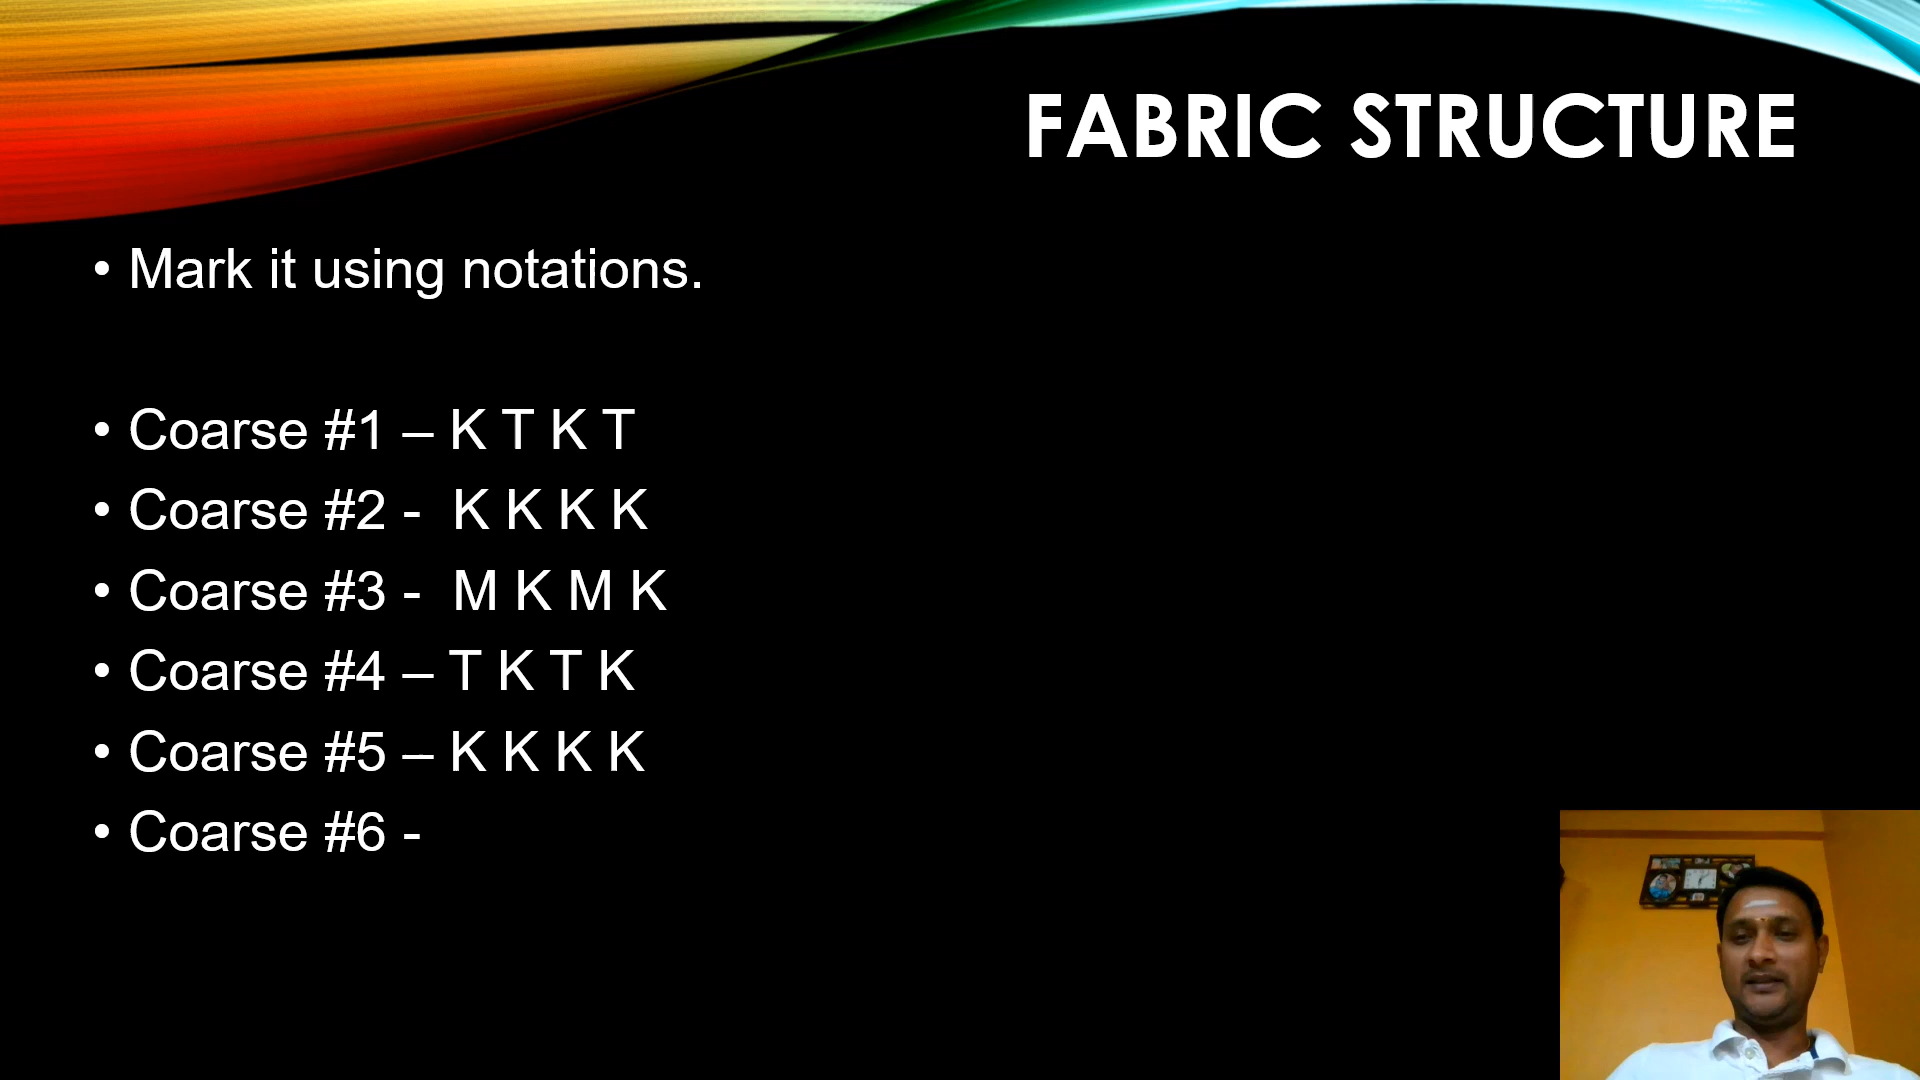 FABRIC STRUCTURE
• Mark it using notations.
• Coarse #1 – K T K T
• Coarse #2 -  K K K K
• Coarse #3 -  M K M K
• Coarse #4 – T K T K
• Coarse #5 – K K K K
• Coarse #6 -